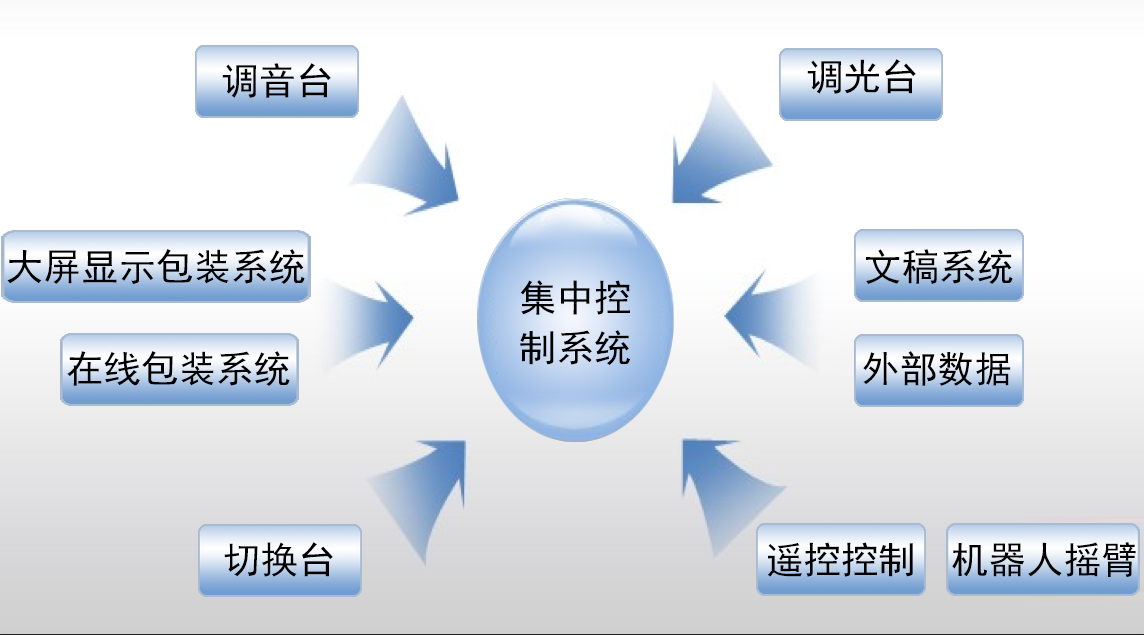 调音台
调光台
大屏显示包装系统
文稿系统
集中控
制系统
在线包装系统
外部数据
切换台
遥控控制
机器人摇臂